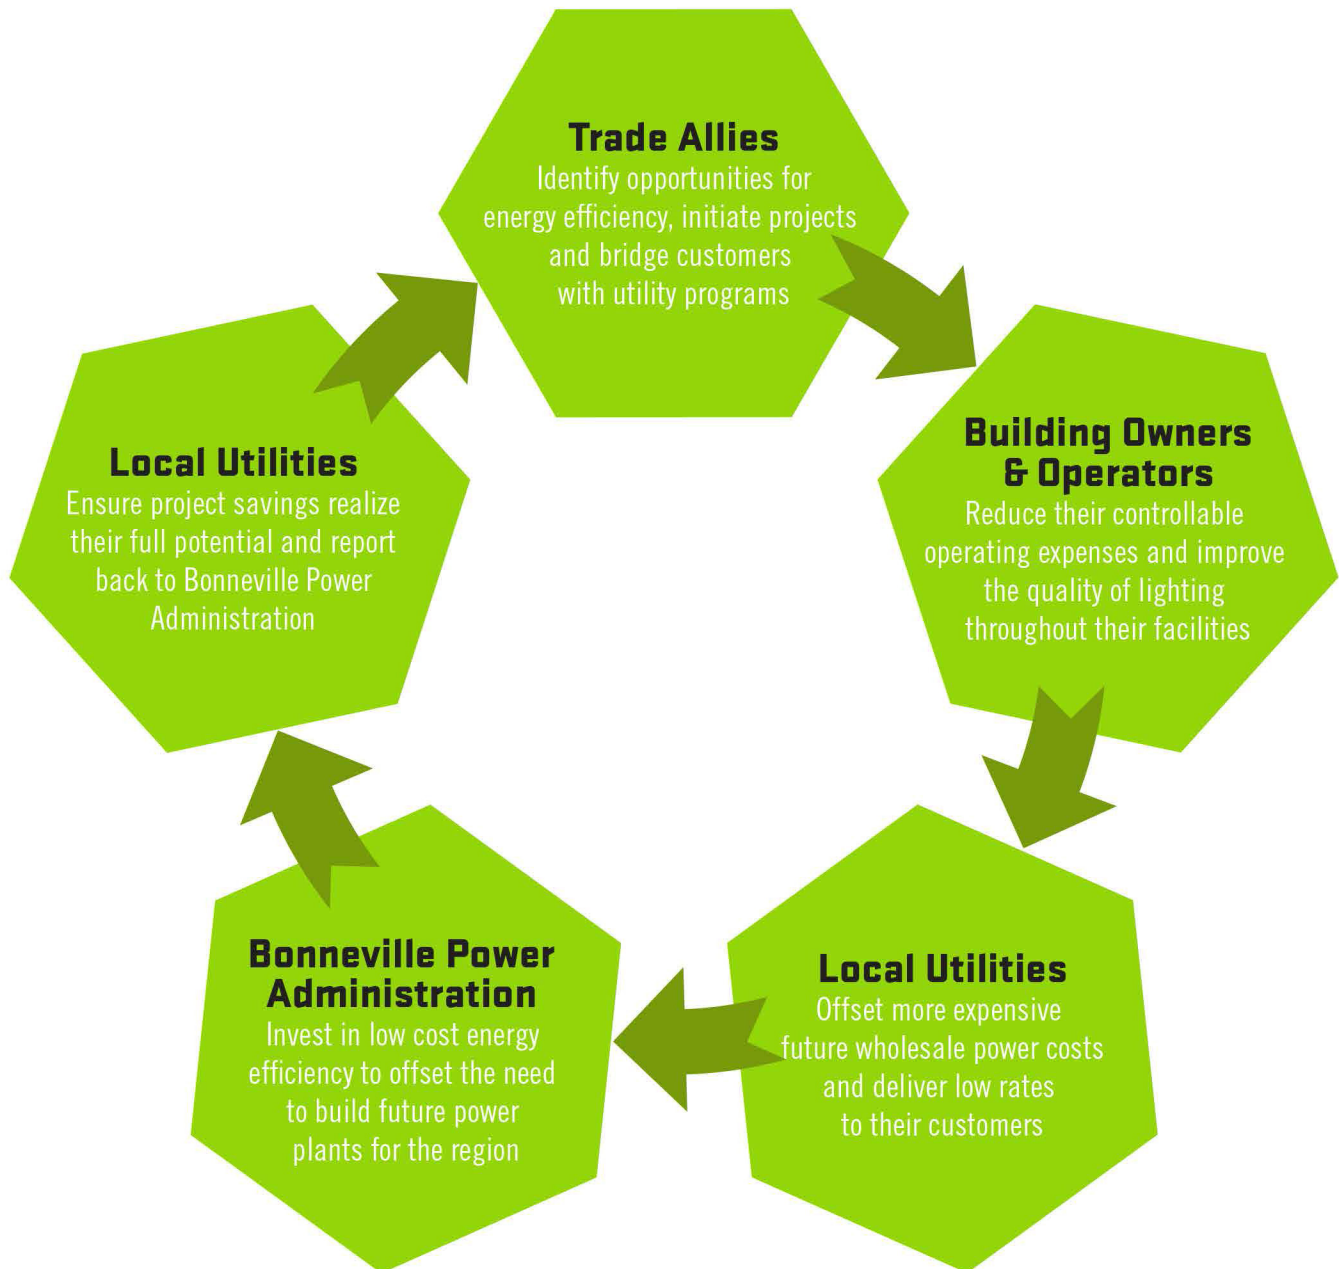 Trade Allies
Identify opportunities for
energy efficiency, initiate projects
and bridge customers
with utility programs
Building Owners
& Operators
Reduce their controllable
operating expenses and improve
the quality of lighting
throughout their facilities
Local Utilities
Offset more expensive
future wholesale power costs
and deliver low rates
to their customers
Bonneville Power
Administration
Invest in low cost energy
efficiency to offset the need
to build future power
plants for the region
Local Utilities
Ensure project savings realize
their full potential and report
back to Bonneville Power
Administration